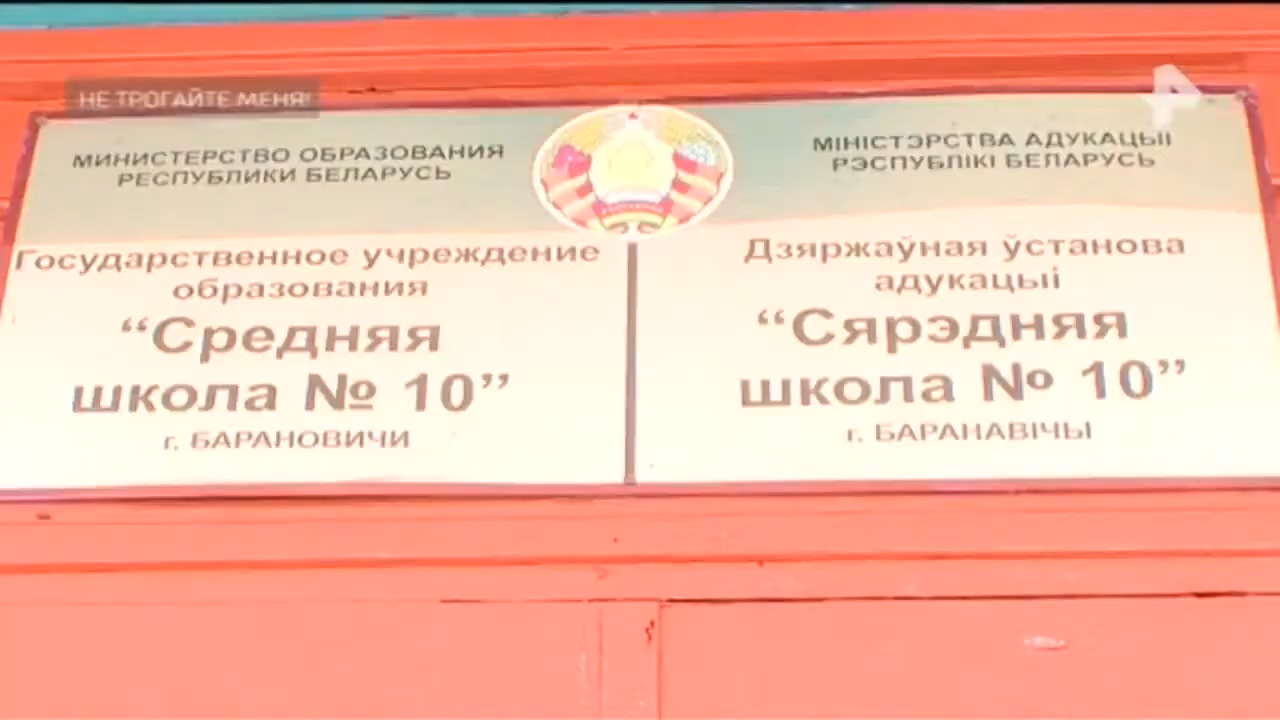 НЕ ТРОГАЙТЕ МЕНЯ!
МИНИСТЕРСТВО ОБРАЗОВАНИЯ
РЕСПУБЛИКИ БЕЛАРУСЬ
Государственное учреждение
образования
“Средняя
школа № 10”
г. БАРАНОВИЧИ
МІНІСТЭРСТВА АДУКАЦЫІ
РЭСПУБЛІКІ БЕЛАРУСЬ
Дзяржаўная ўстанова
адукацыі
“Сярэдняя
школа № 10”
г. БАРАНАВІЧЫ